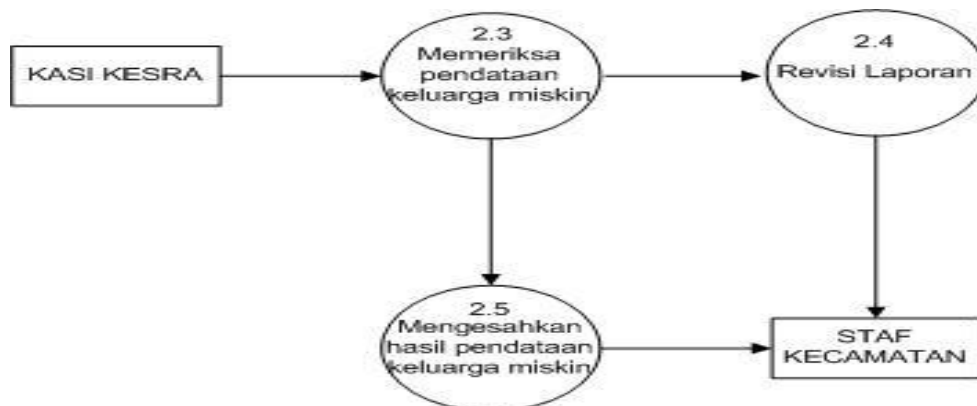 KASI KESRA
2.3
Memeriksa
pendataan
keluarga miskin
2.4
Revisi Laporan
2.5
Mengesahkan
hasil pendataan
keluarga miskin
STAF
KECAMATAN